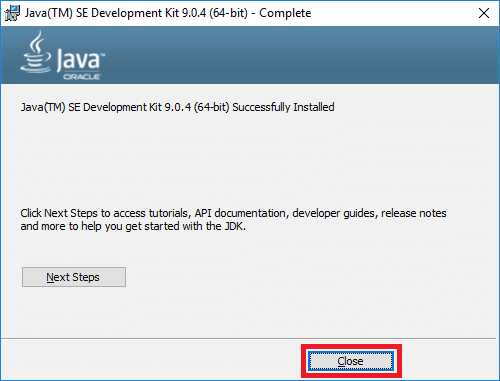 Java(TM) SE Development Kit 9.0.4 (64-bit) - Complete
Java
ORACLE
Java(TM) SE Development Kit 9.0.4 (64-bit) Successfully Installed
Click Next Steps to access tutorials, API documentation, developer guides, release notes
and more to help you get started with the JDK.
Next Steps
Close